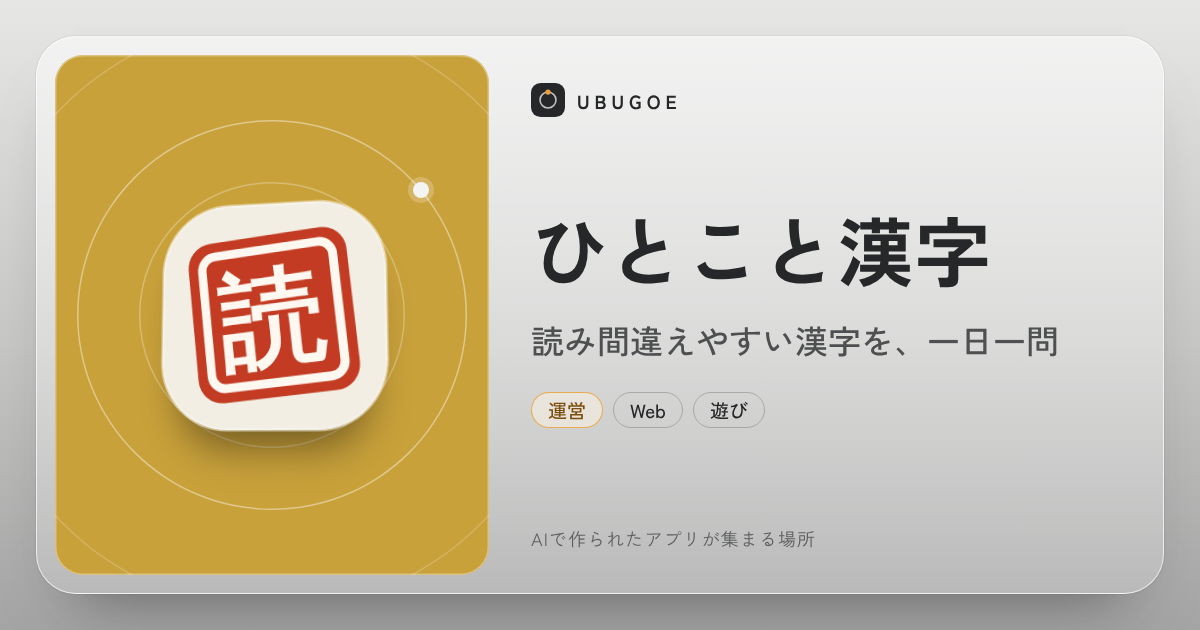 読
UBUGOE
ひとこと漢字
読み間違えやすい漢字を、一日一問
運営 Web 遊び
AIで作られたアプリが集まる場所